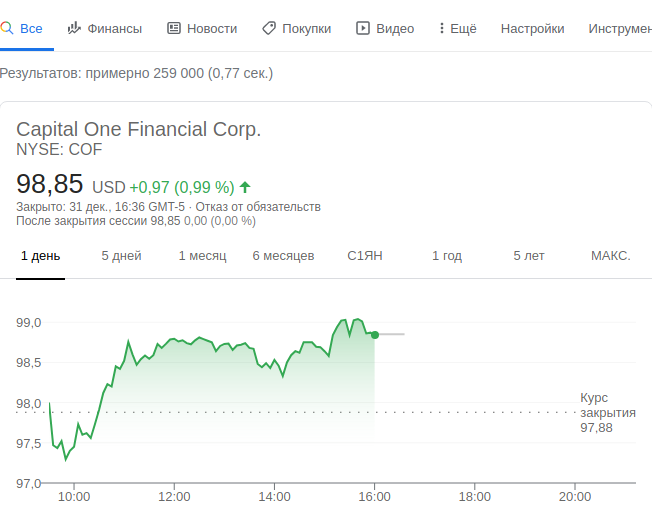 Все Финансы Новости Покупки Видео Ещё Настройки Инструмен
Результатов: примерно 259 000 (0,77 сек.)
Capital One Financial Corp.
NYSE: COF
98,85 USD +0,97 (0,99 %)
Закрыто: 31 дек., 16:36 GMT-5 · Отказ от обязательств
После закрытия сессии 98,85 0,00 (0,00 %)
1 день 5 дней 1 месяц 6 месяцев С1ЯН 1 год 5 лет МАКС.
99,0
98,5
98,0
97,5
97,0
Курс
закрытия
97,88
10:00 12:00 14:00 16:00 18:00 20:00